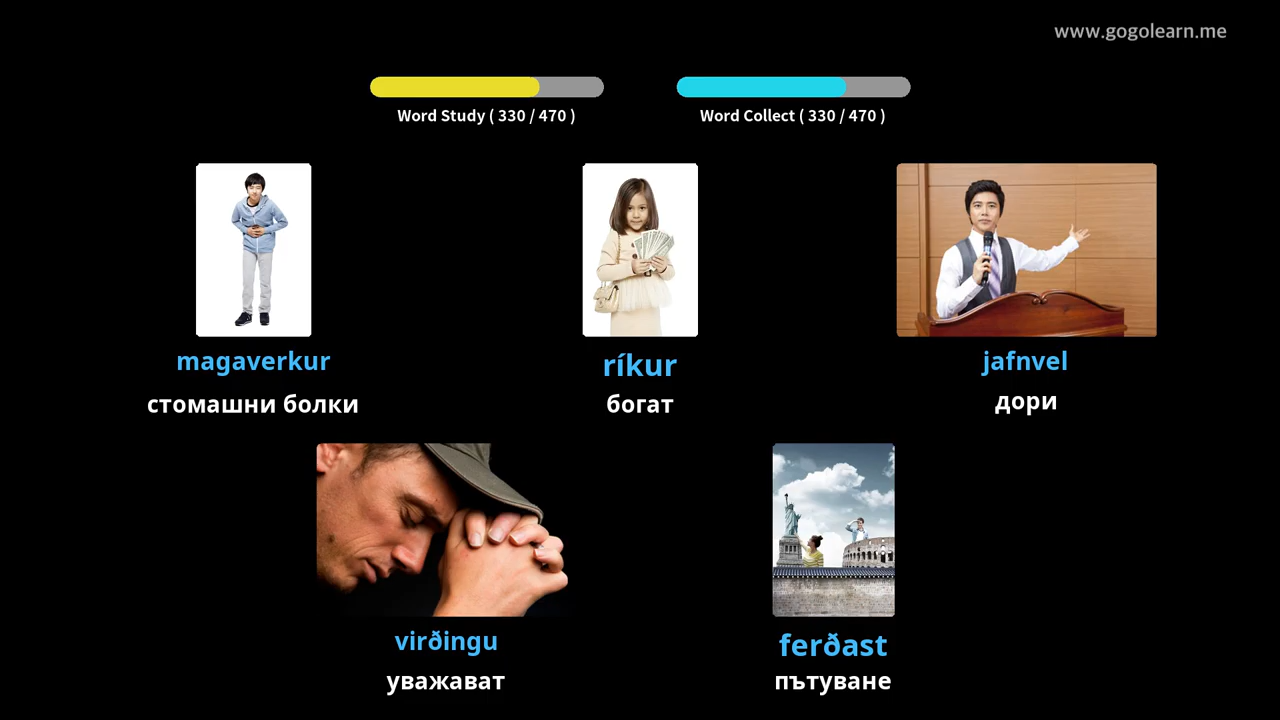 www.gogolearn.me
Word Study ( 330 / 470 )
Word Collect ( 330 / 470 )
magaverkur
стомашни болки
ríkur
богат
jafnvel
дори
virðingu
уважават
ferðast
пътуване